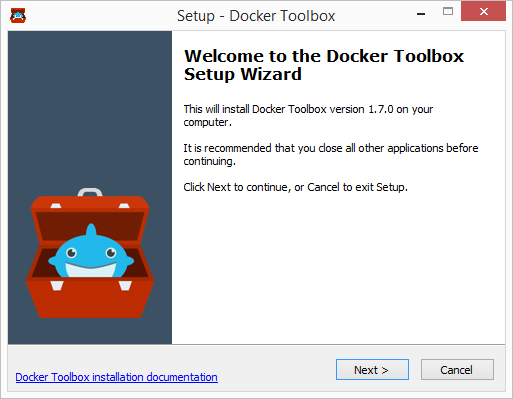 Setup - Docker Toolbox
Welcome to the Docker Toolbox
Setup Wizard
This will install Docker Toolbox version 1.7.0 on your
computer.
It is recommended that you close all other applications before
continuing.
Click Next to continue, or Cancel to exit Setup.
Docker Toolbox installation documentation
Next >
Cancel